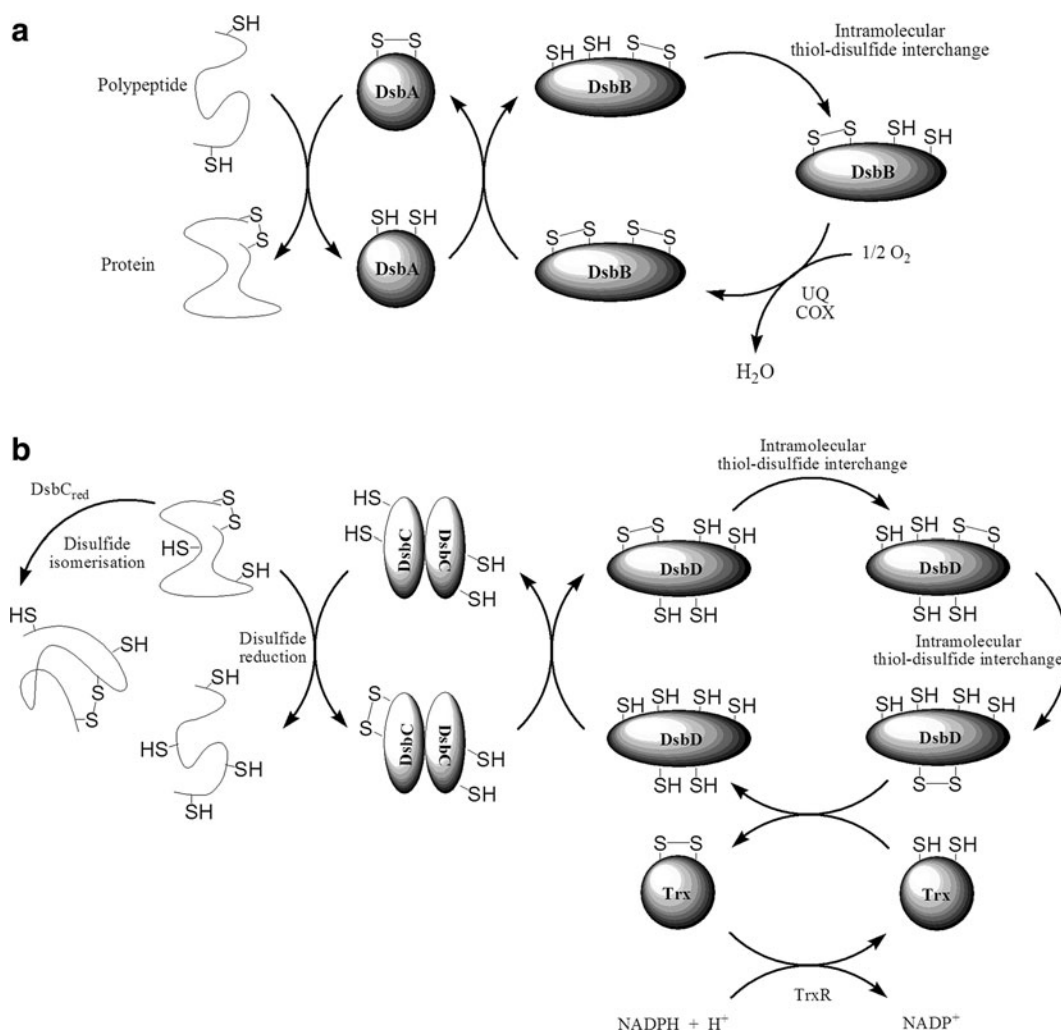 a
SH
Polypeptide
SH
S—S
DsbA
SH SH S—S
DsbB
Intramolecular
thiol-disulfide interchange
S—S SH SH
DsbB
Protein
S
S
SH SH
DsbA
S—S S—S
DsbB
1/2 O₂
UQ
COX
H₂O
b
DsbC_red
Disulfide
isomerisation
S
S
HS
SH
HS
SH
S
S
Disulfide
reduction
SH
HS
SH
SH
HS
HS
DsbC
DsbC
SH
SH
S
S
DsbC
DsbC
SH
SH
Intramolecular
thiol-disulfide interchange
S—S SH SH
DsbD
SH SH
SH SH S—S
DsbD
SH SH
Intramolecular
thiol-disulfide interchange
SH SH SH SH
DsbD
SH SH
SH SH SH SH
DsbD
S—S
S—S
Trx
SH SH
Trx
TrxR
NADPH + H⁺
NADP⁺